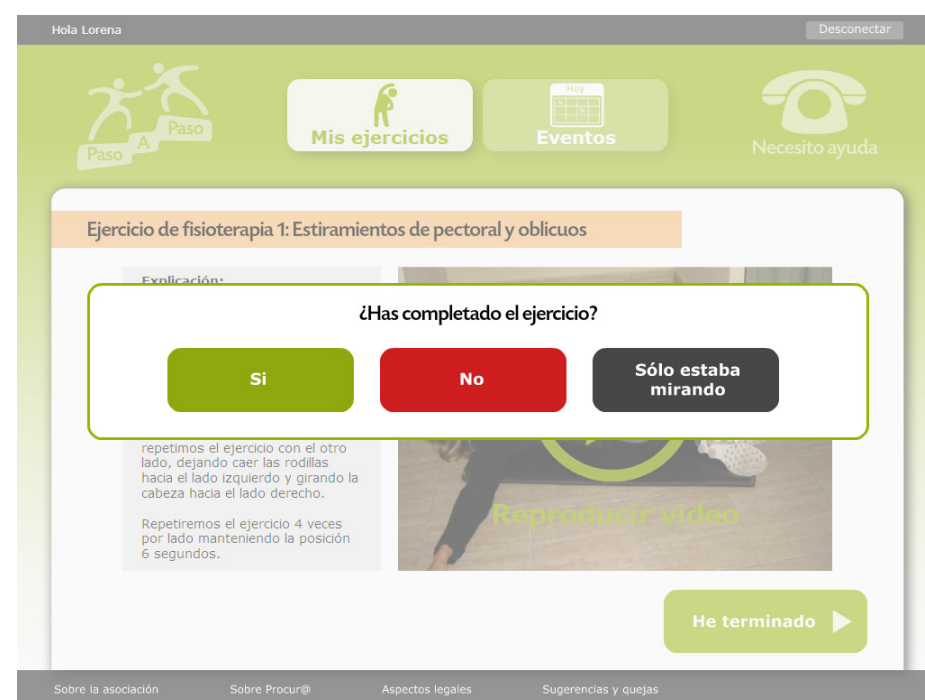 Hola Lorena
Desconectar
Paso A Paso
Mis ejercicios
Hoy
Eventos
Necesito ayuda
Ejercicio de fisioterapia 1: Estiramientos de pectoral y oblicuos
Explicación:
¿Has completado el ejercicio?
Si
No
Sólo estaba
mirando
repetimos el ejercicio con el otro
lado, dejando caer las rodillas
hacia el lado izquierdo y girando la
cabeza hacia el lado derecho.
Repetiremos el ejercicio 4 veces
por lado manteniendo la posición
6 segundos.
Reproducir video
He terminado
Sobre la asociación
Sobre Procur@
Aspectos legales
Sugerencias y quejas